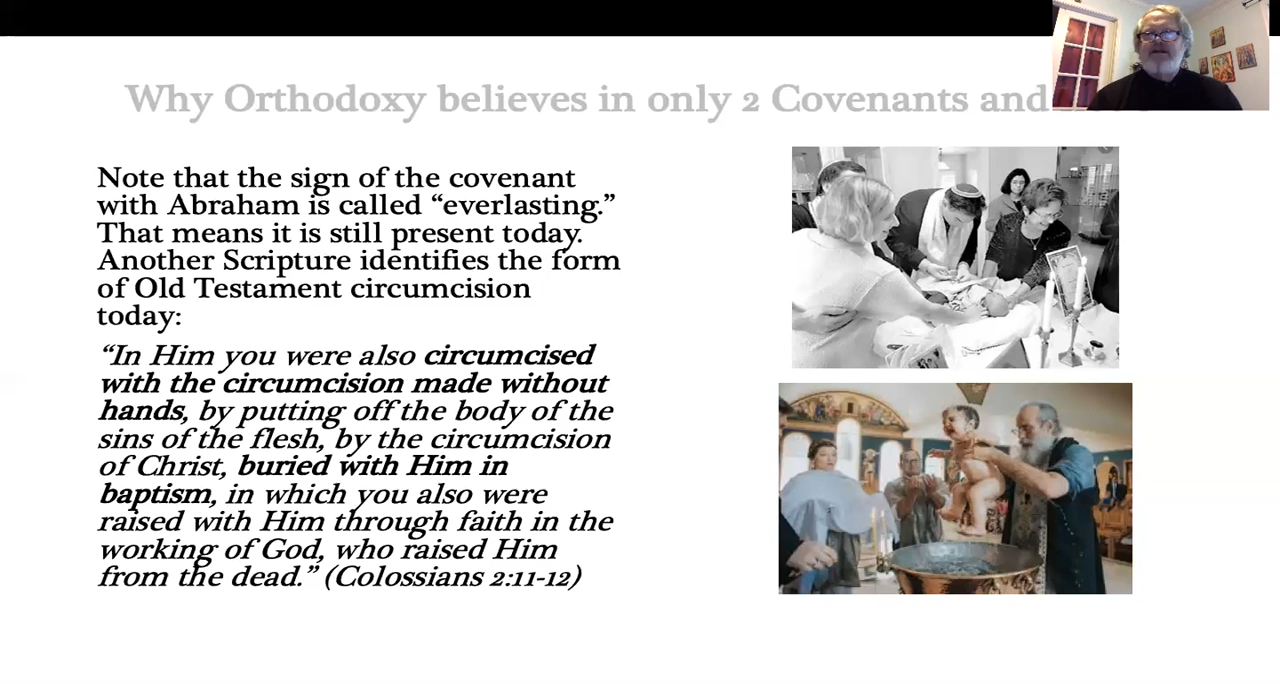 Why Orthodoxy believes in only 2 Covenants and
Note that the sign of the covenant
with Abraham is called “everlasting.”
That means it is still present today.
Another Scripture identifies the form
of Old Testament circumcision
today:
“In Him you were also circumcised
with the circumcision made without
hands, by putting off the body of the
sins of the flesh, by the circumcision
of Christ, buried with Him in
baptism, in which you also were
raised with Him through faith in the
working of God, who raised Him
from the dead.” (Colossians 2:11-12)